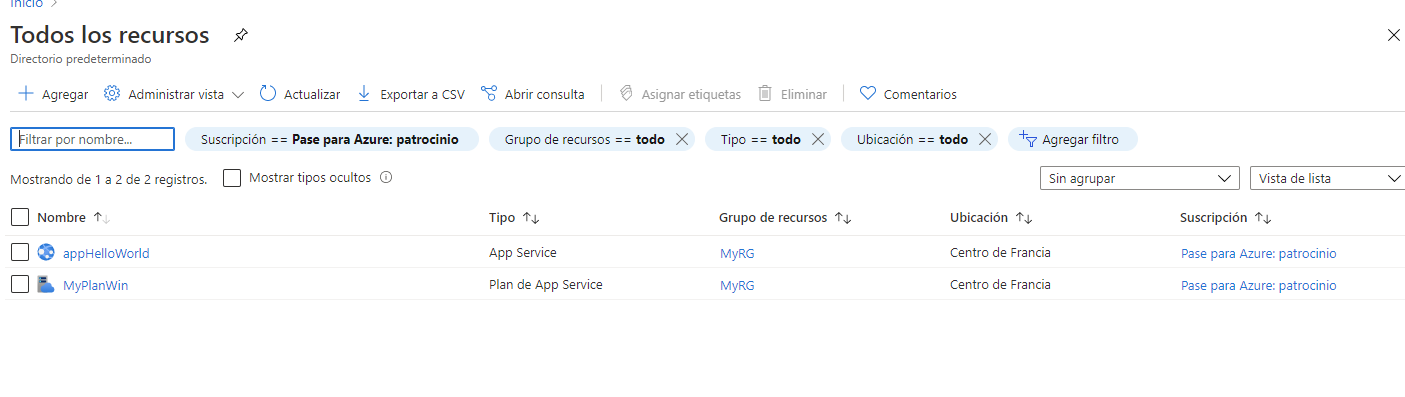 Inicio
Todos los recursos
Directorio predeterminado
Agregar Administrar vista Actualizar Exportar a CSV Abrir consulta Asignar etiquetas Eliminar Comentarios
Filtrar por nombre... Suscripción == Pase para Azure: patrocinio Grupo de recursos == todo Tipo == todo Ubicación == todo Agregar filtro
Mostrando de 1 a 2 de 2 registros. Mostrar tipos ocultos Sin agrupar Vista de lista
Nombre Tipo Grupo de recursos Ubicación Suscripción
appHelloWorld App Service MyRG Centro de Francia Pase para Azure: patrocinio
MyPlanWin Plan de App Service MyRG Centro de Francia Pase para Azure: patrocinio